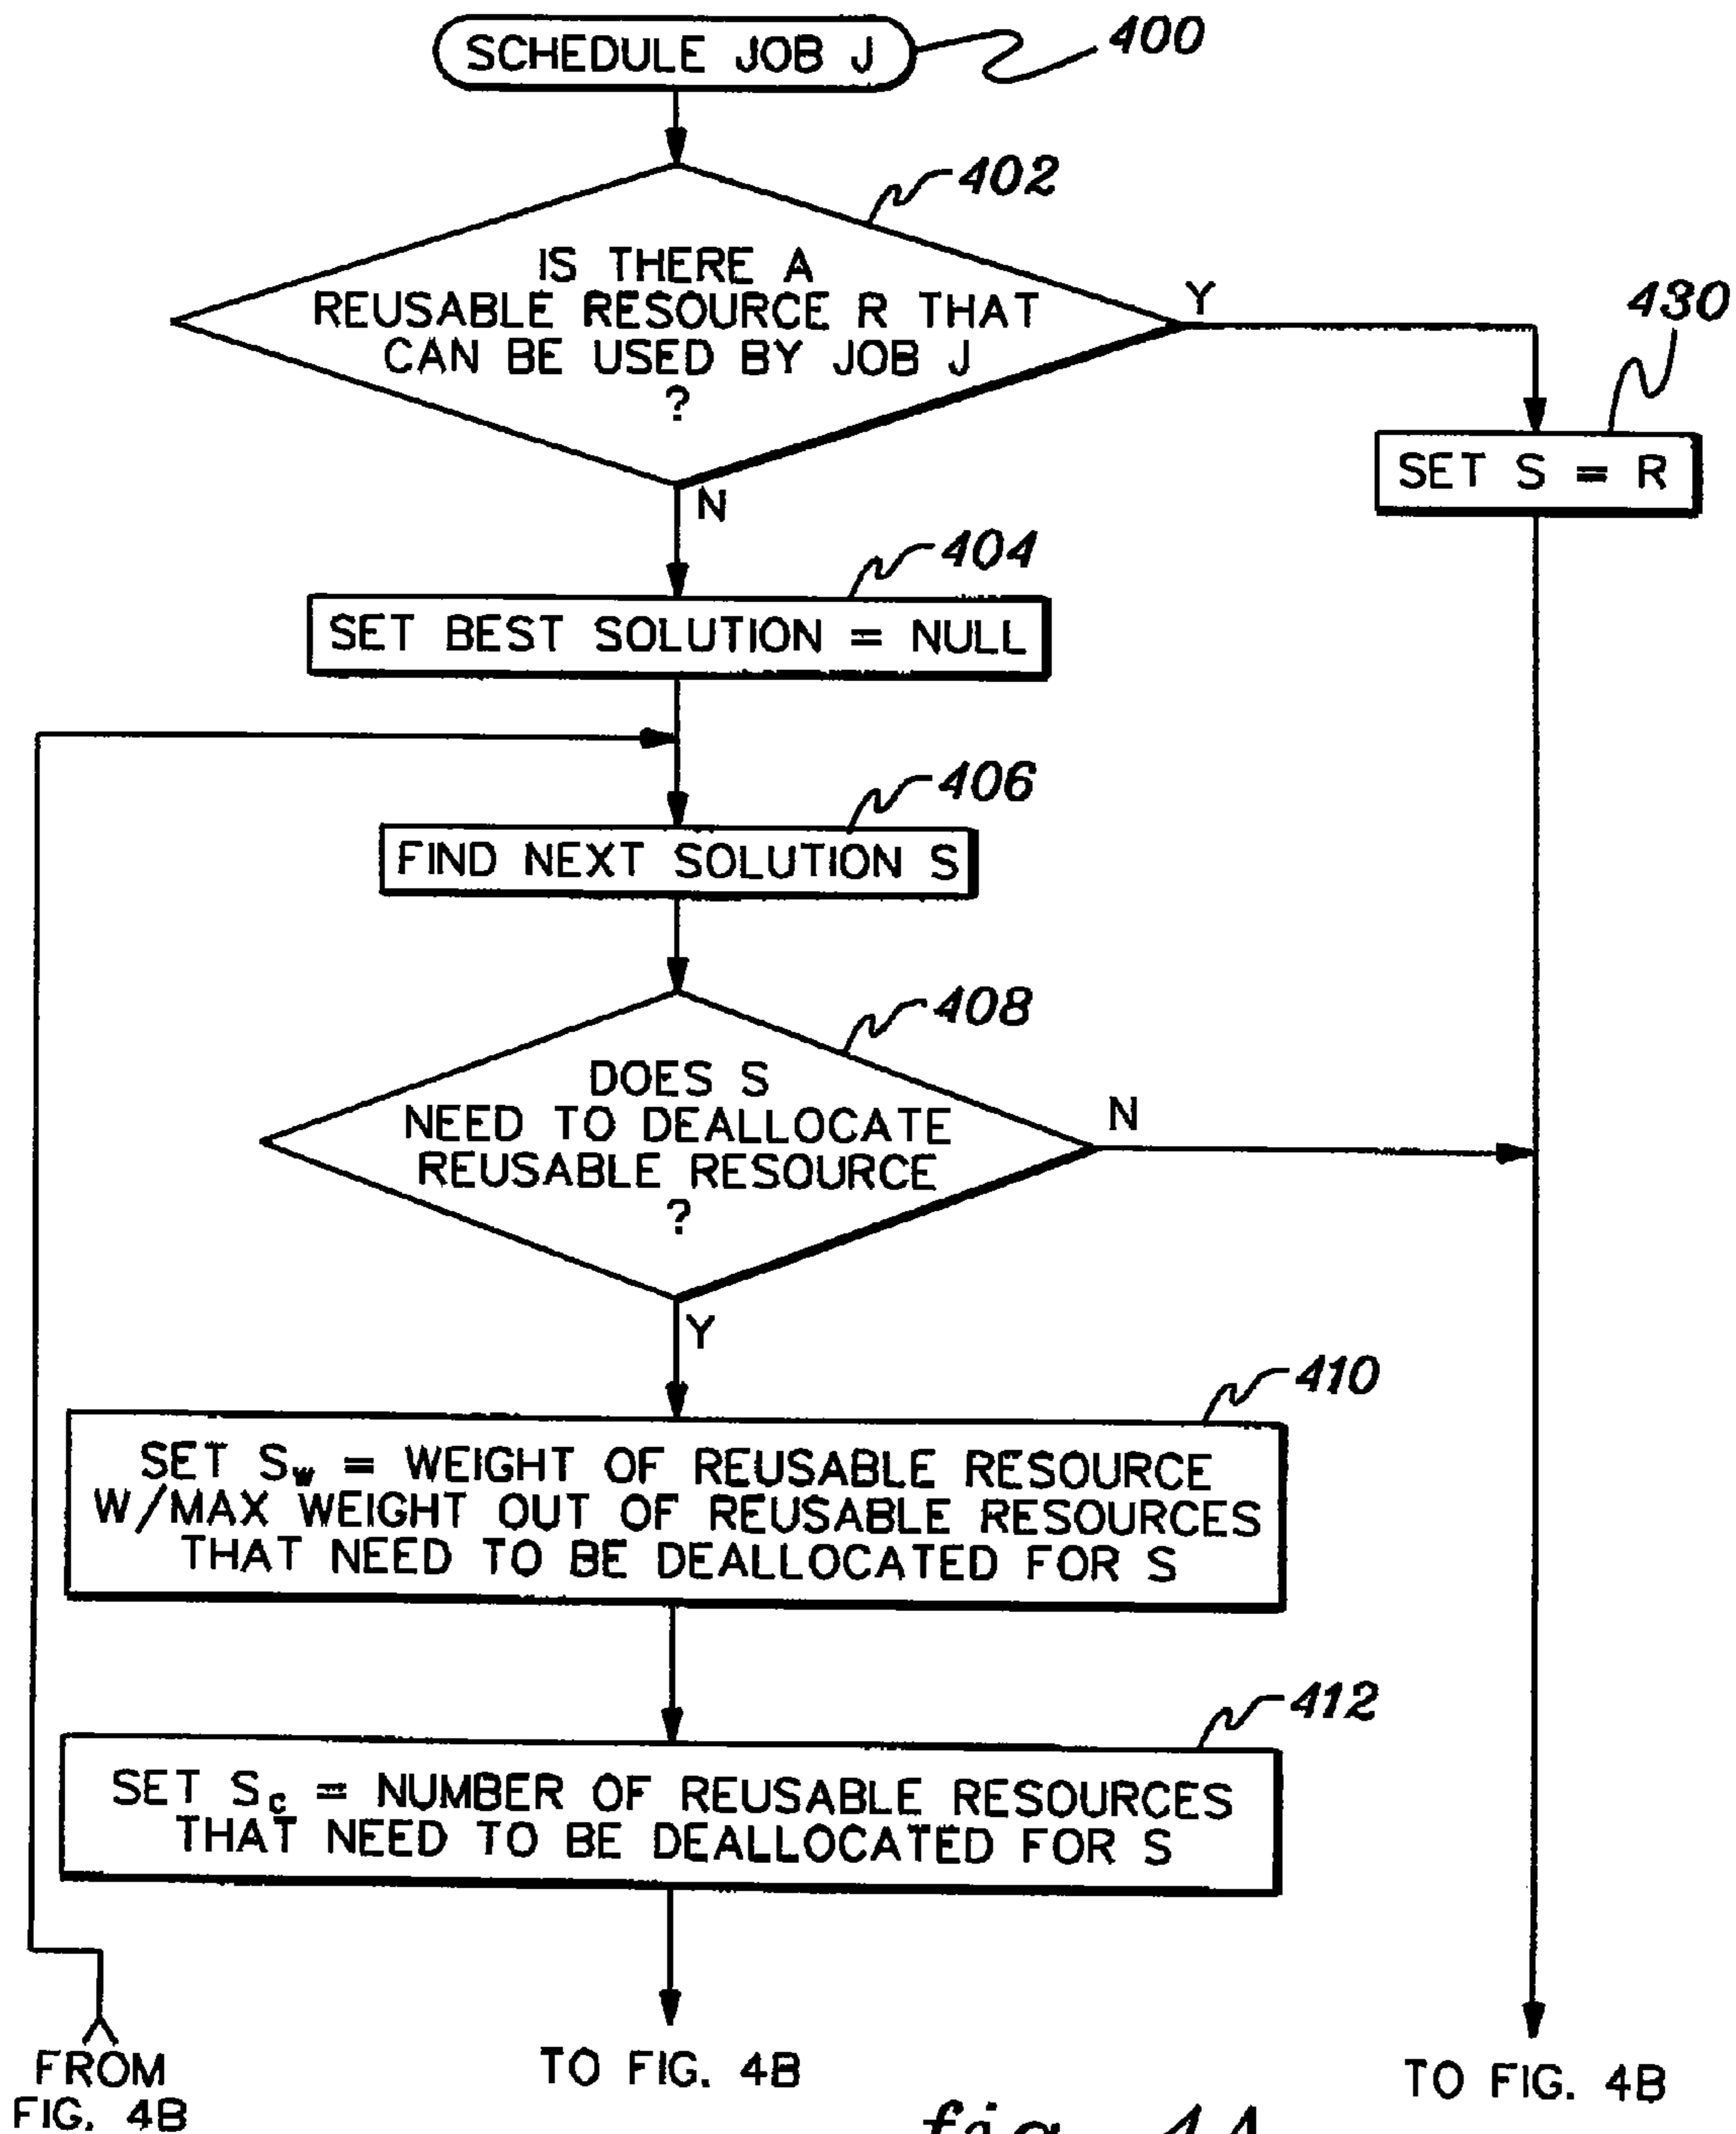 SCHEDULE JOB J
400
402
IS THERE A
REUSABLE RESOURCE R THAT
CAN BE USED BY JOB J
?
Y
430
SET S = R
N
404
SET BEST SOLUTION = NULL
406
FIND NEXT SOLUTION S
408
DOES S
NEED TO DEALLOCATE
REUSABLE RESOURCE
?
N
Y
410
SET Sw = WEIGHT OF REUSABLE RESOURCE
W/MAX WEIGHT OUT OF REUSABLE RESOURCES
THAT NEED TO BE DEALLOCATED FOR S
412
SET Sc = NUMBER OF REUSABLE RESOURCES
THAT NEED TO BE DEALLOCATED FOR S
FROM
FIG. 4B
TO FIG. 4B
TO FIG. 4B
fig. 4A